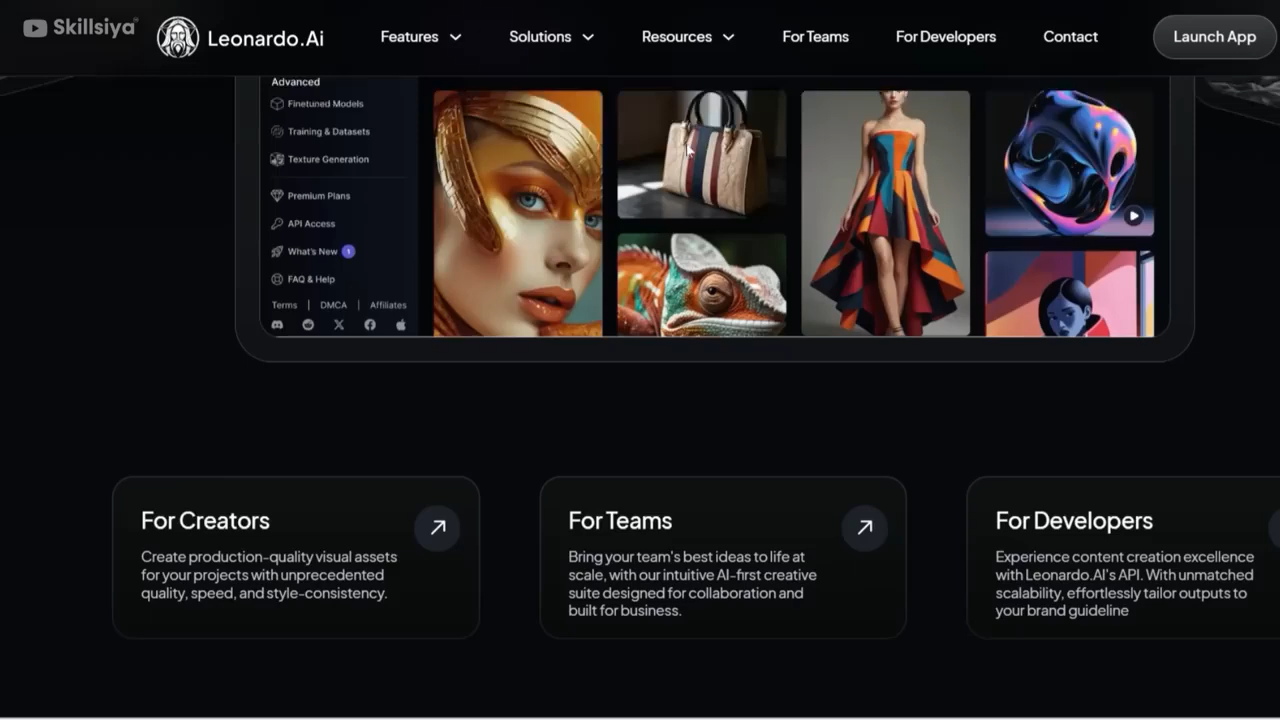 Skillsiya
Leonardo.Ai
Features
Solutions
Resources
For Teams
For Developers
Contact
Launch App
Advanced
Finetuned Models
Training & Datasets
Texture Generation
Premium Plans
API Access
What's New 1
FAQ & Help
Terms | DMCA | Affiliates
For Creators
Create production-quality visual assets
for your projects with unprecedented
quality, speed, and style-consistency.
For Teams
Bring your team's best ideas to life at
scale, with our intuitive AI-first creative
suite designed for collaboration and
built for business.
For Developers
Experience content creation excellence
with Leonardo.AI's API. With unmatched
scalability, effortlessly tailor outputs to
your brand guideline